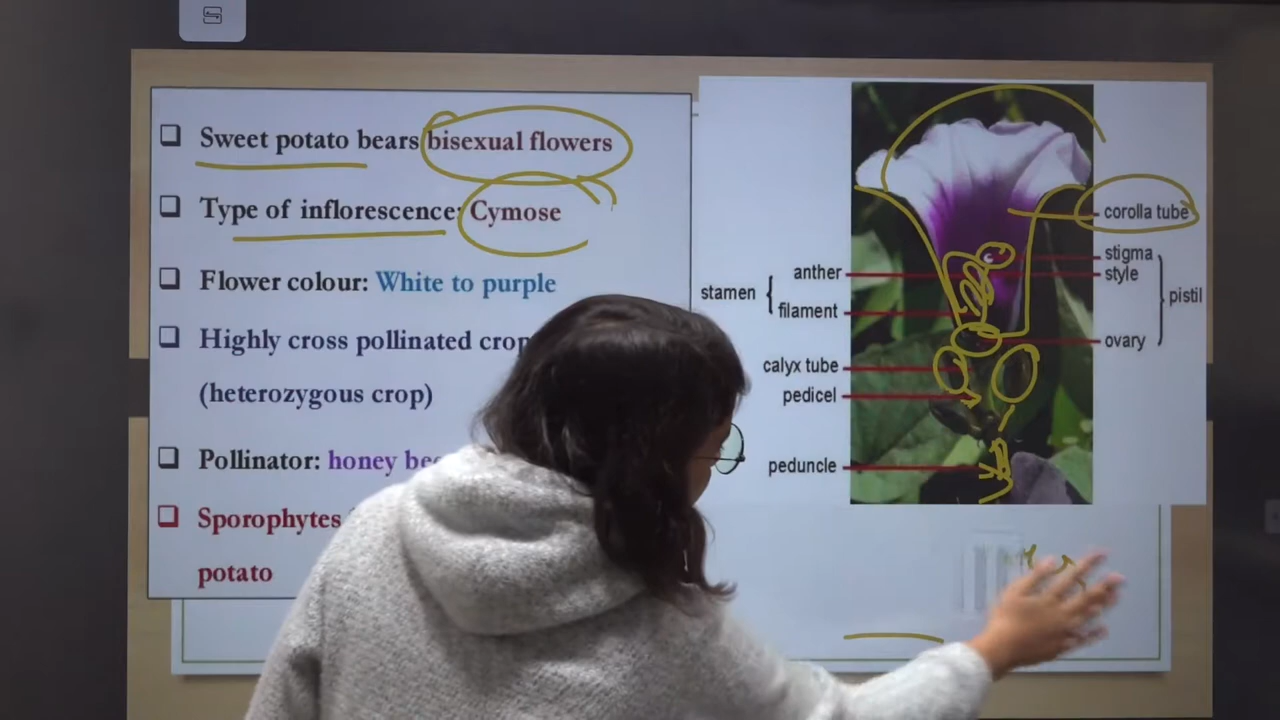 Sweet potato bears bisexual flowers
Type of inflorescence: Cymose
Flower colour: White to purple
Highly cross pollinated crop
(heterozygous crop)
Pollinator: honey
Sporophytes
potato
corolla tube
stigma
style
pistil
ovary
anther
stamen
filament
calyx tube
pedicel
peduncle